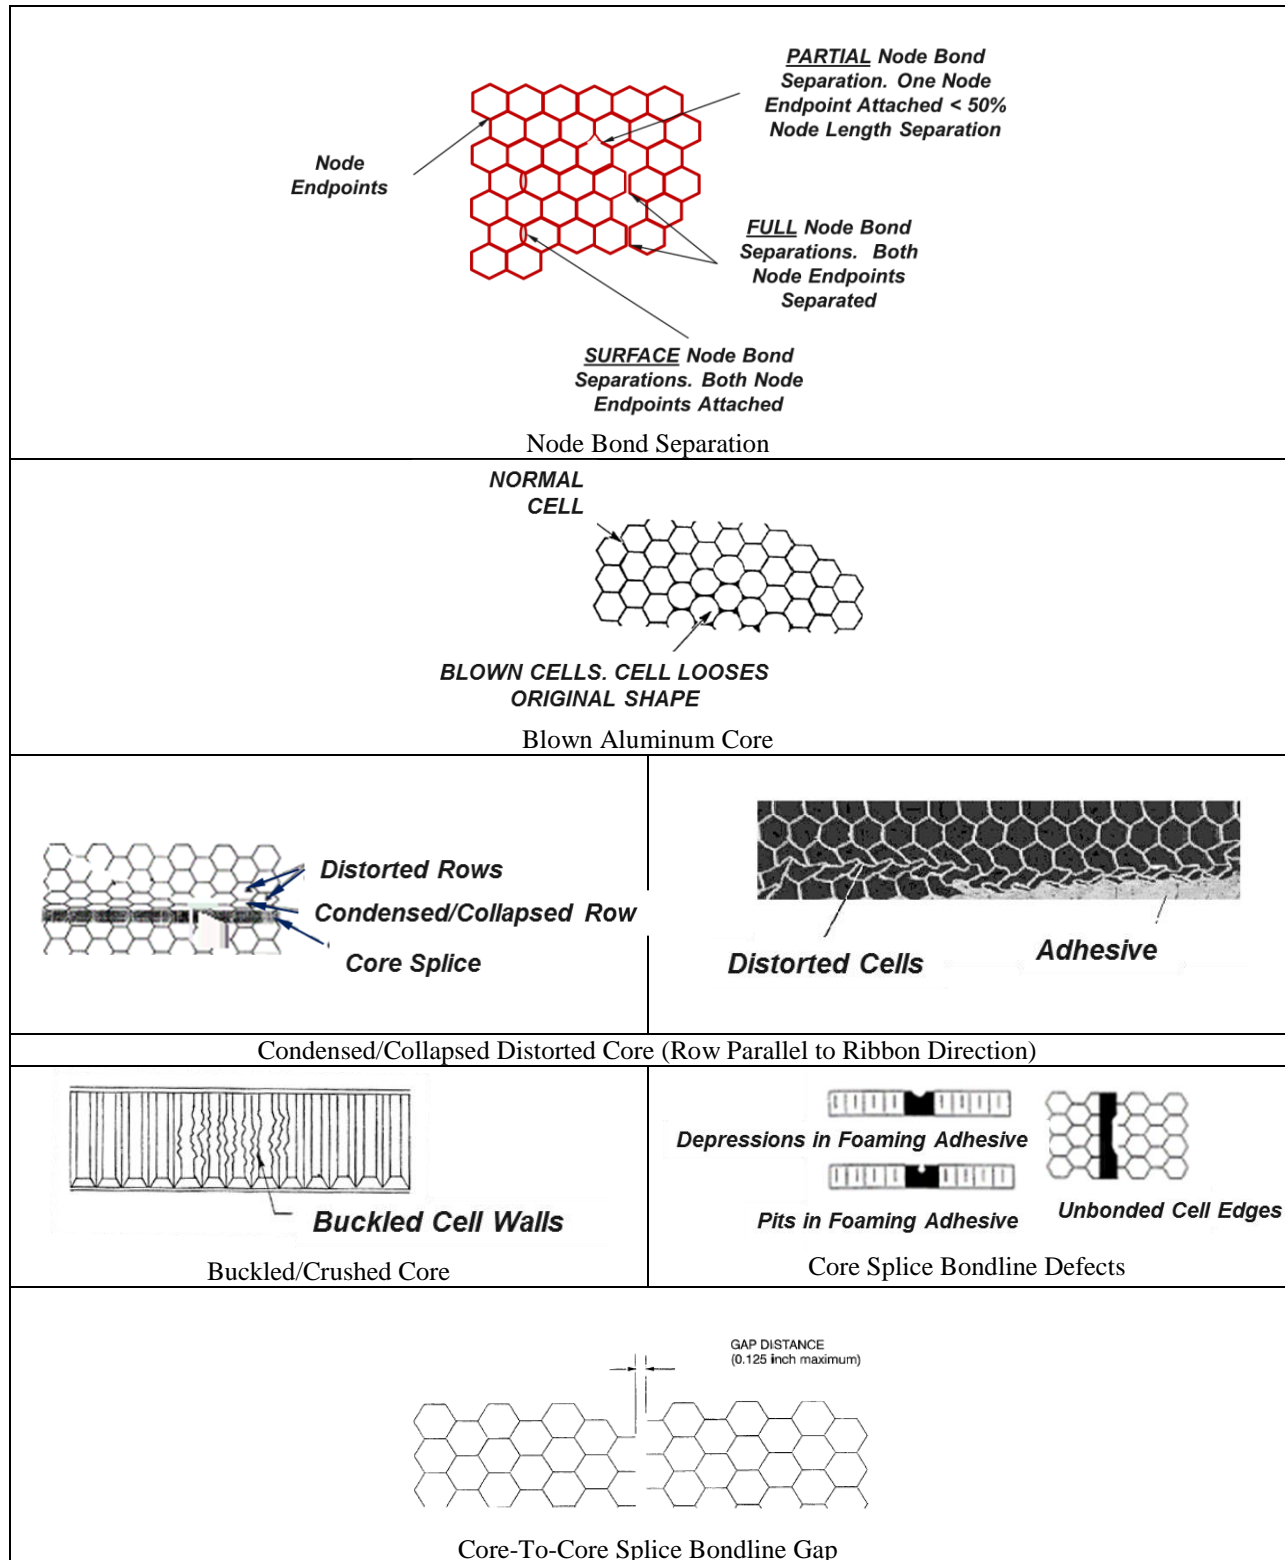 PARTIAL Node Bond
Separation. One Node
Endpoint Attached < 50%
Node Length Separation
Node
Endpoints
FULL Node Bond
Separations. Both
Node Endpoints
Separated
SURFACE Node Bond
Separations. Both Node
Endpoints Attached
Node Bond Separation
NORMAL
CELL
BLOWN CELLS. CELL LOOSES
ORIGINAL SHAPE
Blown Aluminum Core
Distorted Rows
Condensed/Collapsed Row
Core Splice
Distorted Cells
Adhesive
Condensed/Collapsed Distorted Core (Row Parallel to Ribbon Direction)
Buckled Cell Walls
Buckled/Crushed Core
Depressions in Foaming Adhesive
Pits in Foaming Adhesive
Unbonded Cell Edges
Core Splice Bondline Defects
GAP DISTANCE
(0.125 inch maximum)
Core-To-Core Splice Bondline Gap